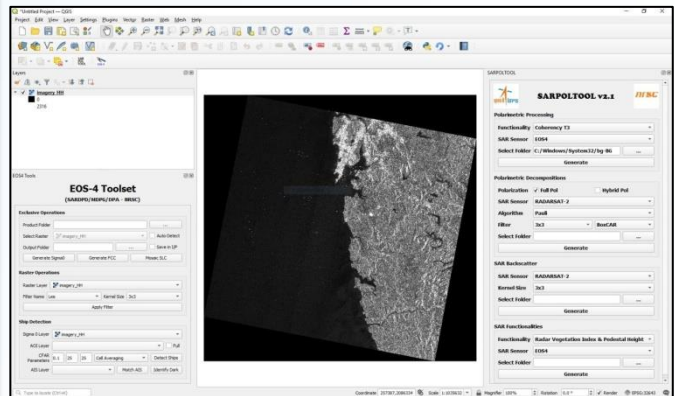 *Untitled Project — QGIS
Project Edit View Layer Settings Plugins Vector Raster Web Mesh Help
Layers
Imagery_HH
0
2316
EOS4 Tools
EOS-4 Toolset
(SARDPD/MDPG/DPA - NRSC)
Exclusive Operations
Product Folder ...
Select Raster imagery_HH Auto Detect
Output Folder ... Save in I/P
Generate Sigma0 Generate FCC Mosaic SLC
Raster Operations
Raster Layer imagery_HH
Filter Name Lee Kernel Size 3x3
Apply Filter
Ship Detection
Sigma 0 Layer imagery_HH
AOI Layer Full
CFAR Parameters 0.1 25 Cell Averaging Detect Ships
AIS Layer Match AIS Identify Dark
SARPOLTOOL
SARPOLTOOL v2.1
Polarimetric Processing
Functionality Coherency T3
SAR Sensor EOS4
Select Folder C:/Windows/System32/bg-BG ...
Generate
Polarimetric Decompositions
Polarization Full Pol Hybrid Pol
SAR Sensor RADARSAT-2
Algorithm Pauli
Filter 3x3 BoxCAR
Select Folder ...
Generate
SAR Backscatter
SAR Sensor RADARSAT-2
Kernel Size 3x3
Select Folder ...
Generate
SAR Functionalities
Functionality Radar Vegetation Index & Pedestal Height
SAR Sensor EOS4
Select Folder ...
Generate
Type to locate (Ctrl+K) Coordinate Scale Magnifier 100% Rotation 0.0 ° Render